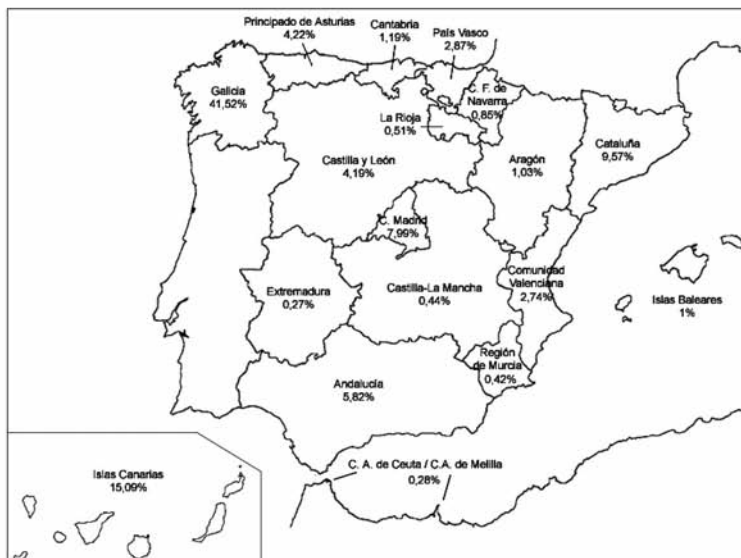 Principado de Asturias
4,22%
Cantabria
1,19%
País Vasco
2,87%
Galicia
41,52%
C. F. de
Navarra
0,85%
La Rioja
0,51%
Castilla y León
4,19%
Aragón
1,03%
Cataluña
9,57%
C. Madrid
7,99%
Extremadura
0,27%
Castilla-La Mancha
0,44%
Comunidad
Valenciana
2,74%
Islas Baleares
1%
Región
de Murcia
0,42%
Andalucía
5,82%
Islas Canarias
15,09%
C. A. de Ceuta / C.A. de Melilla
0,28%